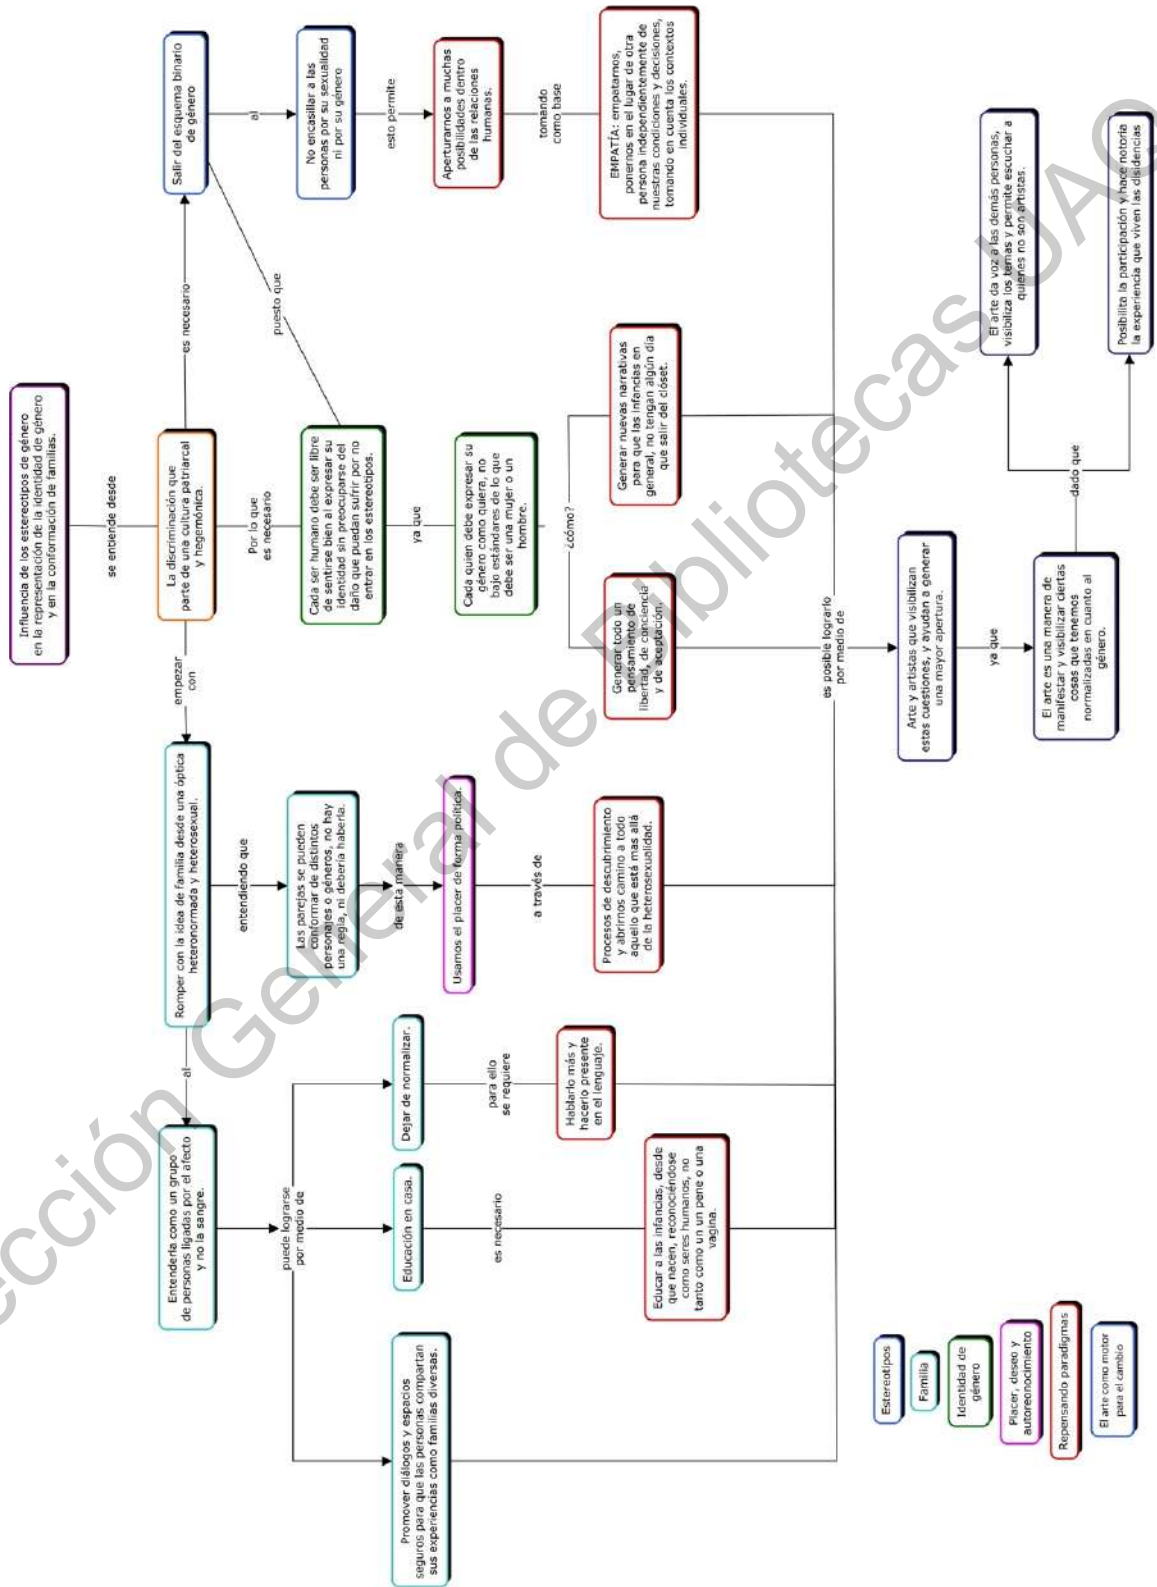 Influencia de los estereotipos de género
en la representación de la identidad de género
y en la conformación de familias.
se entiende desde
La discriminación que
parte de una cultura patriarcal
y hegemónica.
empezar
con
Por lo que
es necesario
es necesario
Entenderla como un grupo
de personas ligadas por el afecto
y no la sangre.
al
Romper con la idea de familia desde una óptica
heteronormada y heterosexual.
Cada ser humano debe ser libre
de sentirse bien al expresar su
identidad sin preocuparse del
daño que puedan sufrir por no
entrar en los estereotipos.
puesto que
Salir del esquema binario
de género
al
puede lograrse
por medio de
entendiendo que
ya que
No encasillar a las
personas por su sexualidad
ni por su género
Las parejas se pueden
conformar de distintos
personajes o géneros, no hay
una regla, ni debería haberla.
esto permite
Promover diálogos y espacios
seguros para que las personas compartan
sus experiencias como familias diversas.
Educación en casa.
Dejar de normalizar.
de esta manera
Usamos el placer de forma política.
Cada quien debe expresar su
género como quiera, no
bajo estándares de lo que
debe ser una mujer o un
hombre.
Aperturarnos a muchas
posibilidades dentro
de las relaciones
humanas.
es necesario
para ello
se requiere
a través de
¿cómo?
tomando
como base
Educar a las infancias, desde
que nacen, reconociéndose
como seres humanos, no
tanto como un un pene o una
vagina.
Hablarlo más y
hacerlo presente
en el lenguaje.
Procesos de descubrimiento
y abrirnos camino a todo
aquello que está mas allá
de la heterosexualidad.
Generar todo un
pensamiento de
libertad, de conciencia
y de aceptación.
Generar nuevas narrativas
para que las infancias en
general, no tengan algún día
que salir del clóset.
EMPATÍA: empatarnos,
ponernos en el lugar de otra
persona independientemente de
nuestras condiciones y decisiones,
tomando en cuenta los contextos
individuales.
es posible lograrlo
por medio de
Arte y artistas que visibilizan
estas cuestiones, y ayudan a generar
una mayor apertura.
ya que
El arte es una manera de
manifestar y visibilizar ciertas
cosas que tenemos
normalizadas en cuanto al
género.
dado que
El arte da voz a las demás personas,
visibiliza los temas y permite escuchar a
quienes no son artistas.
Posibilita la participación y hace notoria
la experiencia que viven las disidencias
Estereotipos
Familia
Identidad de
género
Placer, deseo y
autoreonocimiento
Repensando paradigmas
El arte como motor
para el cambio
ección General de Bibliotecas UAQ